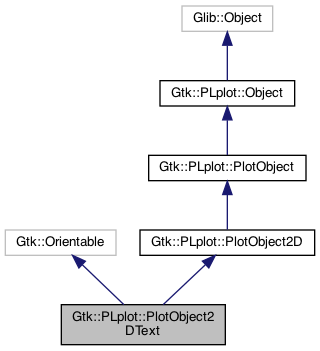 Glib::Object
Gtk::PLplot::Object
Gtk::PLplot::PlotObject
Gtk::Orientable
Gtk::PLplot::PlotObject2D
Gtk::PLplot::PlotObject2
DText